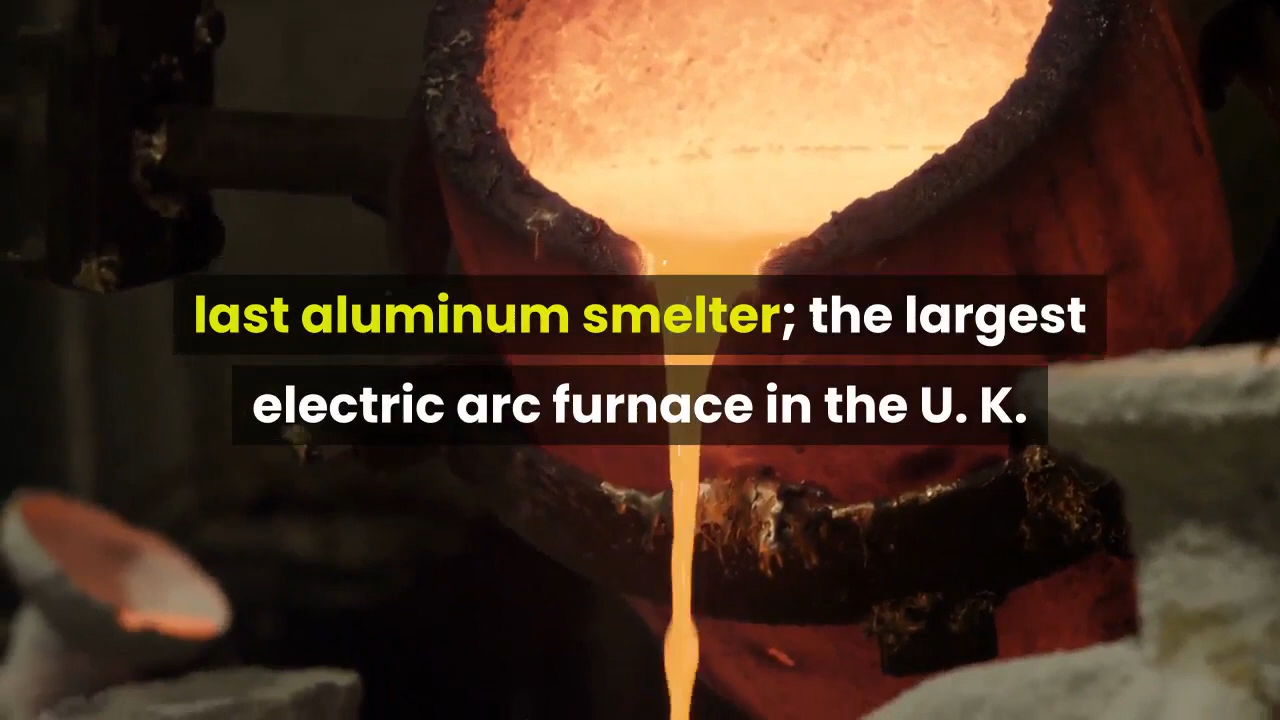 last aluminum smelter; the largest
electric arc furnace in the U. K.